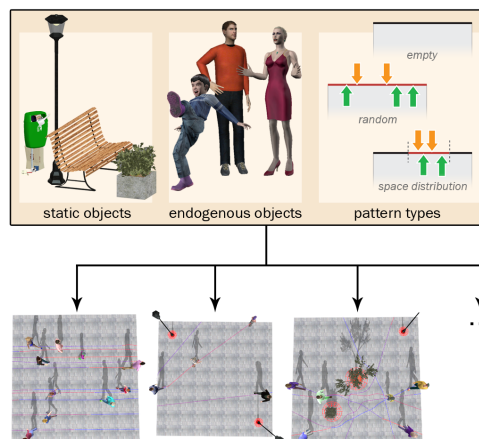 empty
random
space distribution
static objects
endogenous objects
pattern types
...